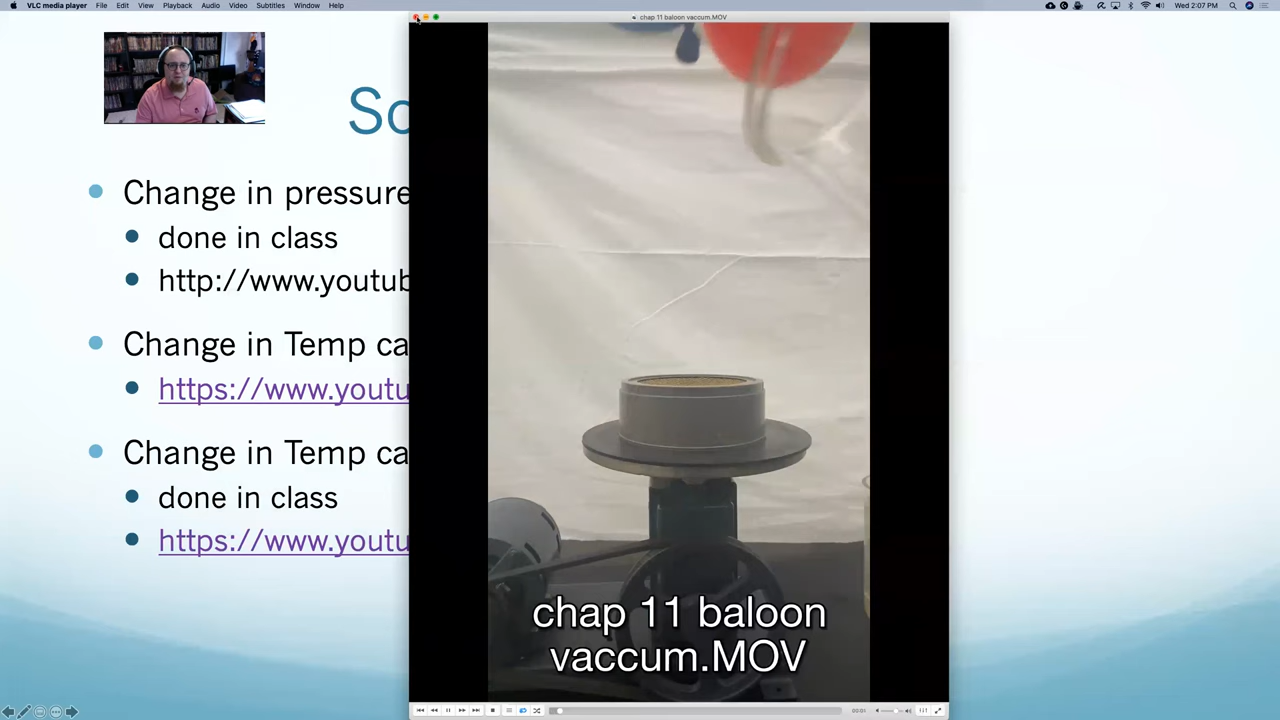 VLC media player File Edit View Playback Audio Video Subtitles Window Help
Wed 2:07 PM
chap 11 baloon vaccum.MOV
So
Change in pressure
done in class
http://www.youtub
Change in Temp ca
https://www.youtu
Change in Temp ca
done in class
https://www.youtu
chap 11 baloon
vaccum.MOV
00:01